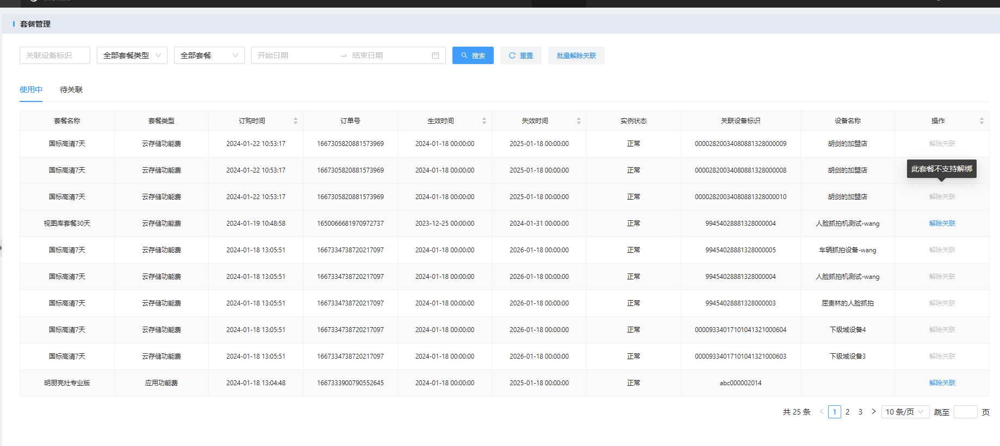 套餐管理
关联设备标识 全部套餐类型 全部套餐 开始日期 → 结束日期 搜索 重置 批量解除关联
使用中 待关联
套餐名称 套餐类型 订购时间 订单号 生效时间 失效时间 实例状态 关联设备标识 设备名称 操作
国标高清7天 云存储功能费 2024-01-22 10:53:17 1667305820881573969 2024-01-18 00:00:00 2025-01-18 00:00:00 正常 00002820034080881328000009 胡剑的加盟店 解除关联
国标高清7天 云存储功能费 2024-01-22 10:53:17 1667305820881573969 2024-01-18 00:00:00 2025-01-18 00:00:00 正常 00002820034080881328000008 胡剑的加盟店 此套餐不支持解绑
国标高清7天 云存储功能费 2024-01-22 10:53:17 1667305820881573969 2024-01-18 00:00:00 2025-01-18 00:00:00 正常 00002820034080881328000010 胡剑的加盟店 解除关联
视图库套餐30天 云存储功能费 2024-01-19 10:48:58 1650066681970972737 2023-12-25 00:00:00 2024-01-31 00:00:00 正常 99454028881328000004 人脸抓拍机测试-wang 解除关联
国标高清7天 云存储功能费 2024-01-18 13:05:51 1667334738720217097 2024-01-18 00:00:00 2026-01-18 00:00:00 正常 99454028881328000005 车辆抓拍设备-wang 解除关联
国标高清7天 云存储功能费 2024-01-18 13:05:51 1667334738720217097 2024-01-18 00:00:00 2026-01-18 00:00:00 正常 99454028881328000004 人脸抓拍机测试-wang 解除关联
国标高清7天 云存储功能费 2024-01-18 13:05:51 1667334738720217097 2024-01-18 00:00:00 2026-01-18 00:00:00 正常 99454028881328000003 屈麦林的人脸抓拍 解除关联
国标高清7天 云存储功能费 2024-01-18 13:05:51 1667334738720217097 2024-01-18 00:00:00 2026-01-18 00:00:00 正常 00009334017101041321000604 下级域设备4 解除关联
国标高清7天 云存储功能费 2024-01-18 13:05:51 1667334738720217097 2024-01-18 00:00:00 2026-01-18 00:00:00 正常 00009334017101041321000603 下级域设备3 解除关联
明厨亮灶专业版 应用功能费 2024-01-18 13:04:48 1667333900790552645 2024-01-18 00:00:00 2025-01-18 00:00:00 正常 abc000002014 解除关联
共 25 条 < 1 2 3 > 10 条/页 跳至 页